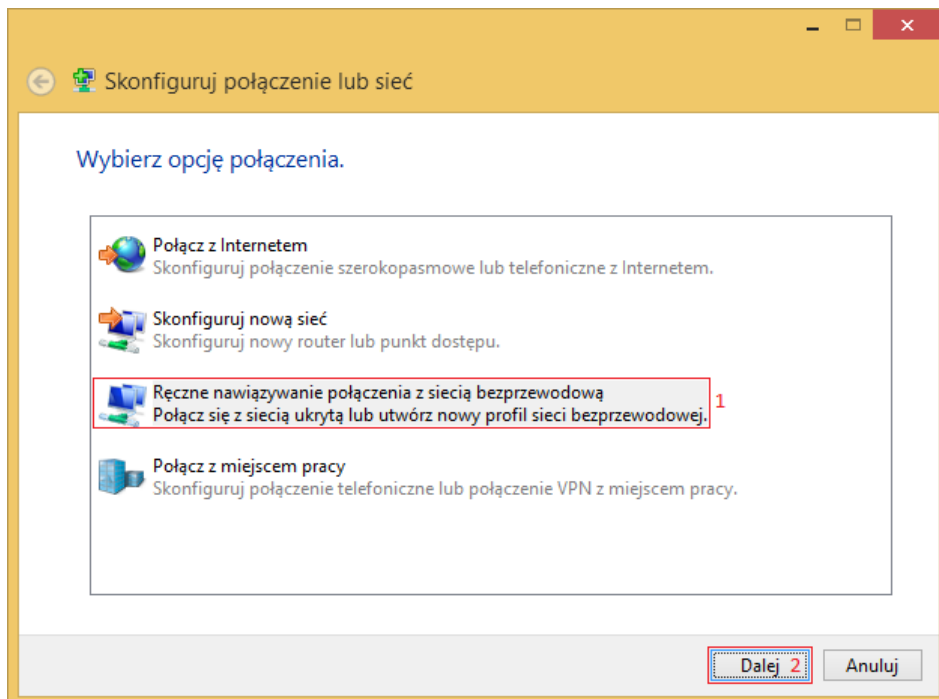 Skonfiguruj połączenie lub sieć
Wybierz opcję połączenia.
Połącz z Internetem
Skonfiguruj połączenie szerokopasmowe lub telefoniczne z Internetem.
Skonfiguruj nową sieć
Skonfiguruj nowy router lub punkt dostępu.
Ręczne nawiązywanie połączenia z siecią bezprzewodową
Połącz się z siecią ukrytą lub utwórz nowy profil sieci bezprzewodowej. 1
Połącz z miejscem pracy
Skonfiguruj połączenie telefoniczne lub połączenie VPN z miejscem pracy.
Dalej 2 Anuluj